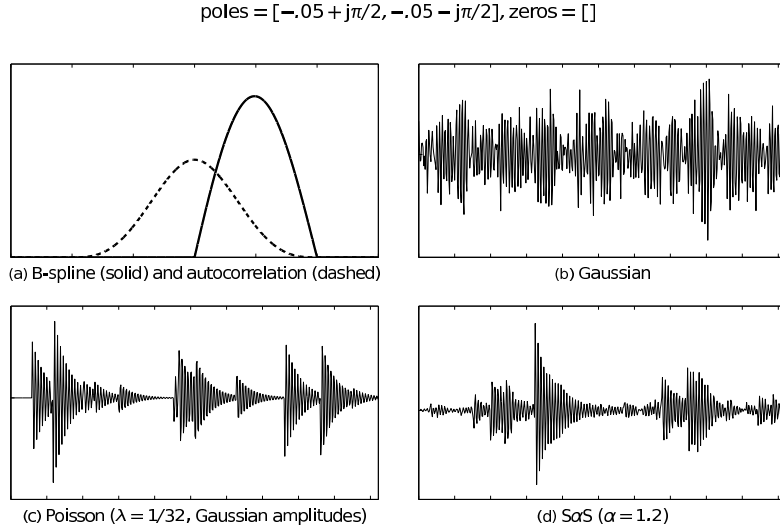 poles = [−.05 + jπ/2, −.05 − jπ/2], zeros = []
(a) B-spline (solid) and autocorrelation (dashed)
(b) Gaussian
(c) Poisson (λ = 1/32, Gaussian amplitudes)
(d) SαS (α = 1.2)